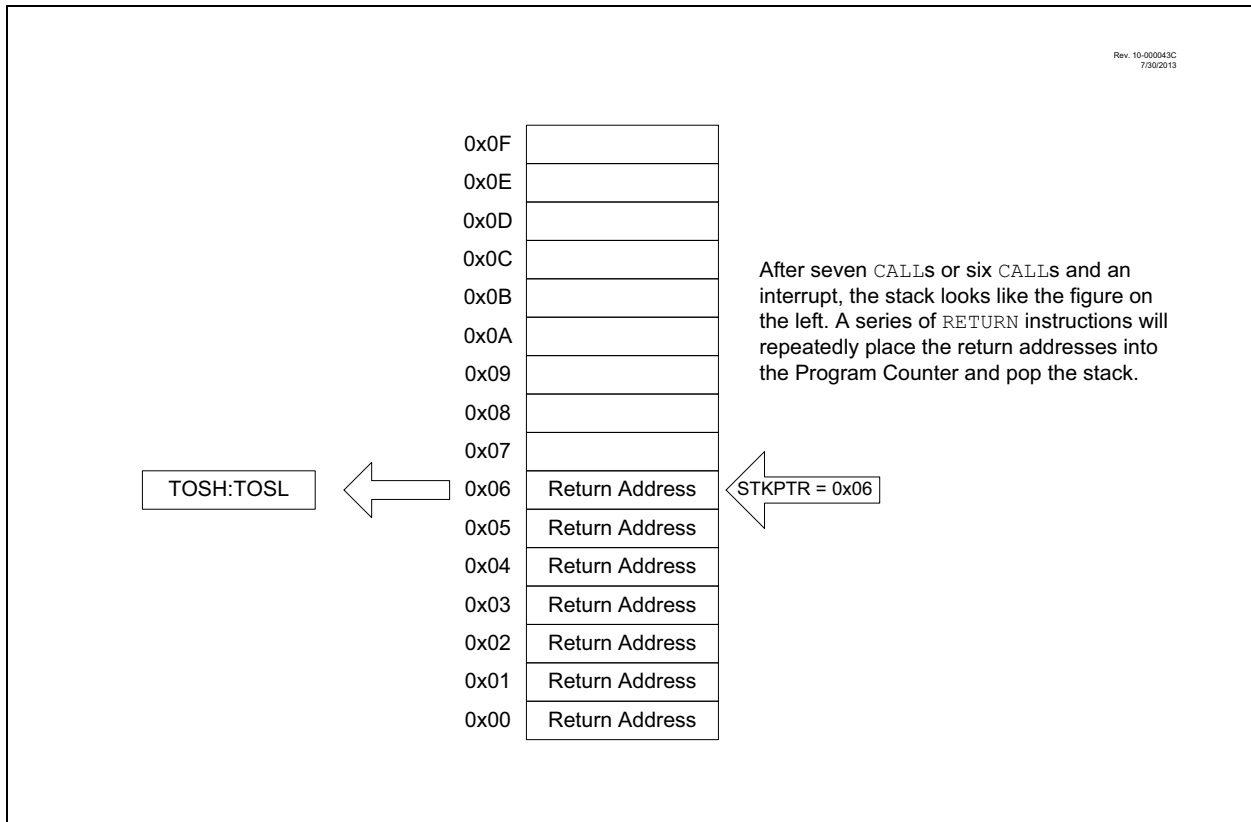 Rev. 10-000043C
7/30/2013
0x0F
0x0E
0x0D
0x0C
0x0B
0x0A
0x09
0x08
0x07
After seven CALLs or six CALLs and an
interrupt, the stack looks like the figure on
the left. A series of RETURN instructions will
repeatedly place the return addresses into
the Program Counter and pop the stack.
TOSH:TOSL
0x06 Return Address
STKPTR = 0x06
0x05 Return Address
0x04 Return Address
0x03 Return Address
0x02 Return Address
0x01 Return Address
0x00 Return Address